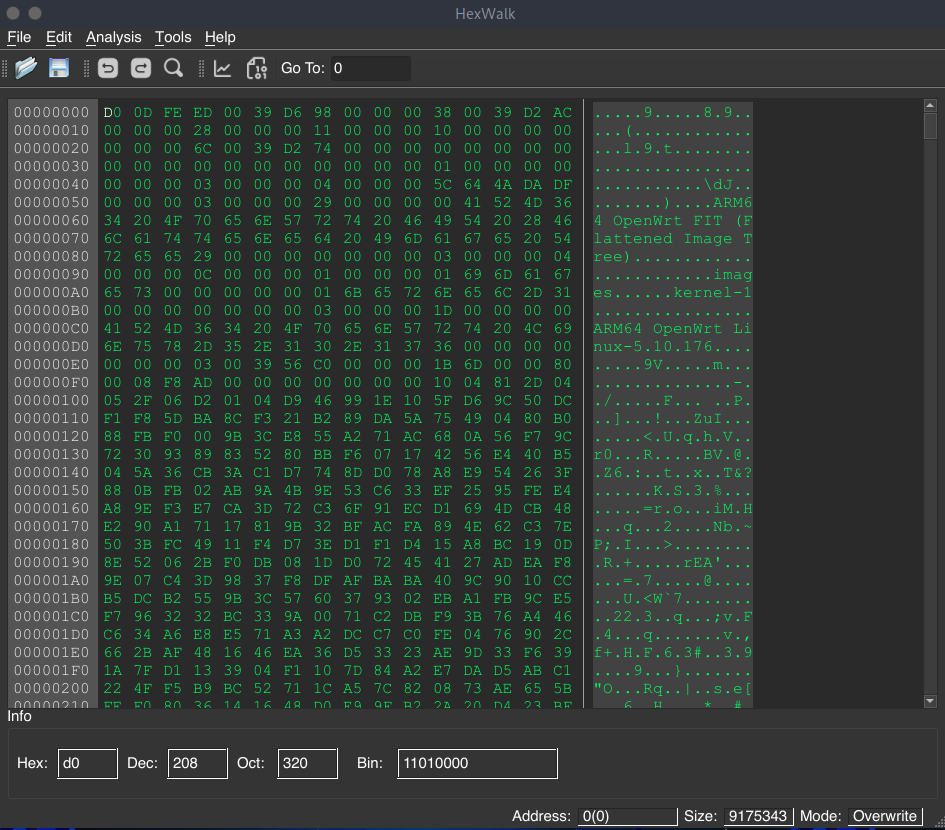 HexWalk
File Edit Analysis Tools Help
Go To: 0
00000000 D0 0D FE ED 00 39 D6 98 00 00 00 38 00 39 D2 AC .....9.....8.9..
00000010 00 00 00 28 00 00 00 11 00 00 00 10 00 00 00 00 ...(............
00000020 00 00 00 6C 00 39 D2 74 00 00 00 00 00 00 00 00 ...l.9.t........
00000030 00 00 00 00 00 00 00 00 00 00 00 01 00 00 00 00 ................
00000040 00 00 00 03 00 00 00 04 00 00 00 5C 64 4A DA DF ...........\dJ..
00000050 00 00 00 03 00 00 00 29 00 00 00 00 41 52 4D 36 .......)....ARM6
00000060 34 20 4F 70 65 6E 57 72 74 20 46 49 54 20 28 46 4 OpenWrt FIT (F
00000070 6C 61 74 74 65 6E 65 64 20 49 6D 61 67 65 20 54 lattened Image T
00000080 72 65 65 29 00 00 00 00 00 00 00 03 00 00 00 04 ree)............
00000090 00 00 00 0C 00 00 00 01 00 00 00 01 69 6D 61 67 ............imag
000000A0 65 73 00 00 00 00 00 01 6B 65 72 6E 65 6C 2D 31 es......kernel-1
000000B0 00 00 00 00 00 00 00 03 00 00 00 1D 00 00 00 00 ................
000000C0 41 52 4D 36 34 20 4F 70 65 6E 57 72 74 20 4C 69 ARM64 OpenWrt Li
000000D0 6E 75 78 2D 35 2E 31 30 2E 31 37 36 00 00 00 00 nux-5.10.176....
000000E0 00 00 00 03 00 39 56 C0 00 00 00 1B 6D 00 00 80 .....9V.....m...
000000F0 00 08 F8 AD 00 00 00 00 00 00 00 10 04 81 2D 04 ..............-.
00000100 05 2F 06 D2 01 04 D9 46 99 1E 10 5F D6 9C 50 DC ./.....F... ..P.
00000110 F1 F8 5D BA 8C F3 21 B2 89 DA 5A 75 49 04 80 B0 ..]...!...ZuI...
00000120 88 FB F0 00 9B 3C E8 55 A2 71 AC 68 0A 56 F7 9C .....<.U.q.h.V..
00000130 72 30 93 89 83 52 80 BB F6 07 17 42 56 E4 40 B5 r0...R.....BV.@.
00000140 04 5A 36 CB 3A C1 D7 74 8D D0 78 A8 E9 54 26 3F .Z6.:..t..x..T&?
00000150 88 0B FB 02 AB 9A 4B 9E 53 C6 33 EF 25 95 FE E4 ......K.S.3.%...
00000160 A8 9E F3 E7 CA 3D 72 C3 6F 91 EC D1 69 4D CB 48 .....=r.o...iM.H
00000170 E2 90 A1 71 17 81 9B 32 BF AC FA 89 4E 62 C3 7E ...q...2....Nb.~
00000180 50 3B FC 49 11 F4 D7 3E D1 F1 D4 15 A8 BC 19 0D P;.I...>........
00000190 8E 52 06 2B F0 DB 08 1D D0 72 45 41 27 AD EA F8 .R.+.....rEA'...
000001A0 9E 07 C4 3D 98 37 F8 DF AF BA BA 40 9C 90 10 CC ...=.7.....@....
000001B0 B5 DC B2 55 9B 3C 57 60 37 93 02 EB A1 FB 9C E5 ...U.<W`7.......
000001C0 F7 96 32 32 BC 33 9A 00 71 C2 DB F9 3B 76 A4 46 ..22.3..q...;v.F
000001D0 C6 34 A6 E8 E5 71 A3 A2 DC C7 C0 FE 04 76 90 2C .4...q.......v.,
000001E0 66 2B AF 48 16 46 EA 36 D5 33 23 AE 9D 33 F6 39 f+.H.F.6.3#..3.9
000001F0 1A 7F D1 13 39 04 F1 10 7D 84 A2 E7 DA D5 AB C1 ....9...}.......
00000200 22 4F F5 B9 BC 52 71 1C A5 7C 82 08 73 AE 65 5B "O...Rq..|..s.e[
00000210
Info
Hex: d0 Dec: 208 Oct: 320 Bin: 11010000
Address: 0(0) Size: 9175343 Mode: Overwrite